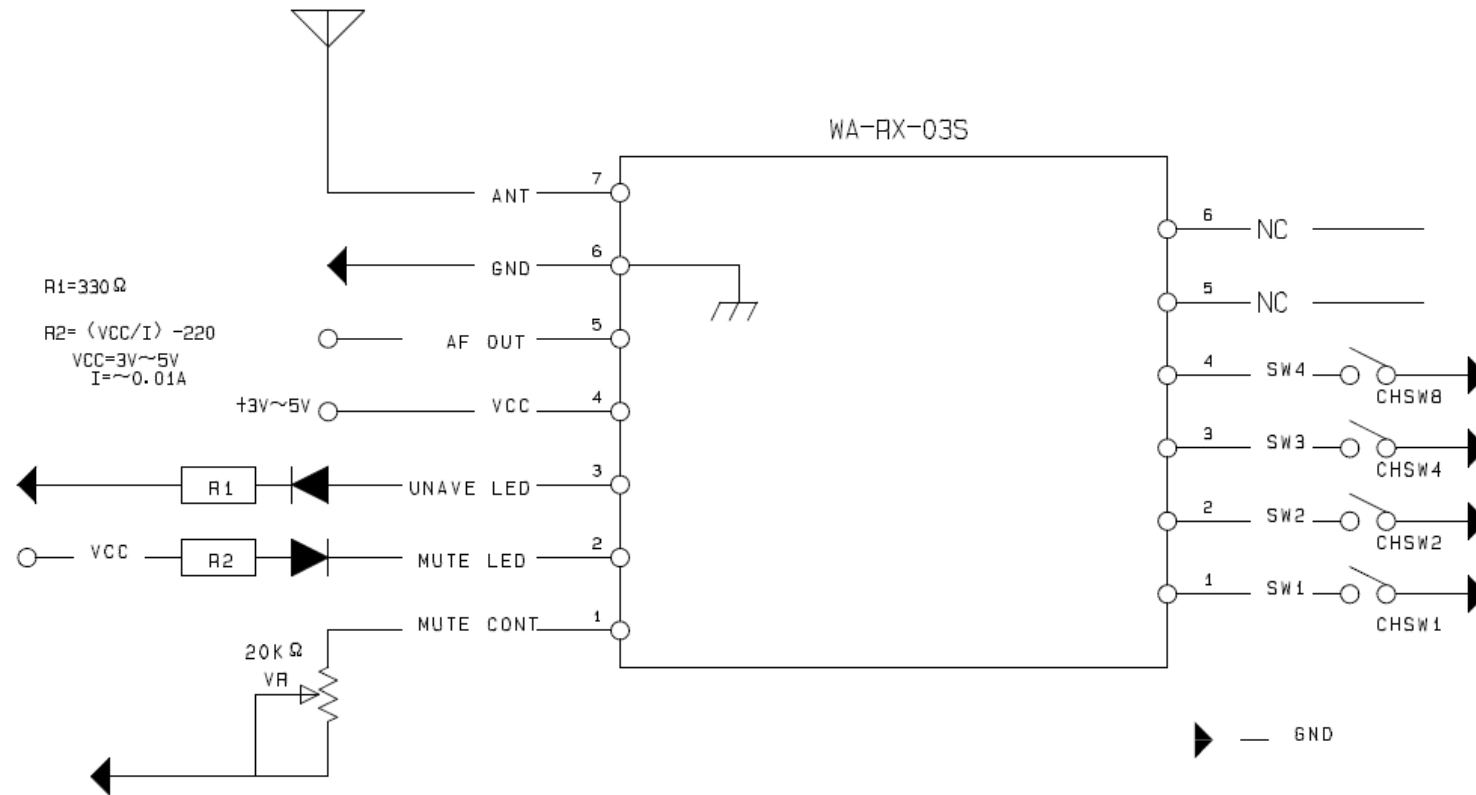 WA-RX-03S
7
ANT
6
GND
R1=330Ω
R2= (VCC/I) -220
VCC=3V~5V
I=~0.01A
5
AF OUT
4
+3V~5V
VCC
3
R1
UNAVE LED
2
VCC
R2
MUTE LED
1
MUTE CONT
20KΩ
VR
6
NC
5
NC
4
SW4
CHSW8
3
SW3
CHSW4
2
SW2
CHSW2
1
SW1
CHSW1
GND